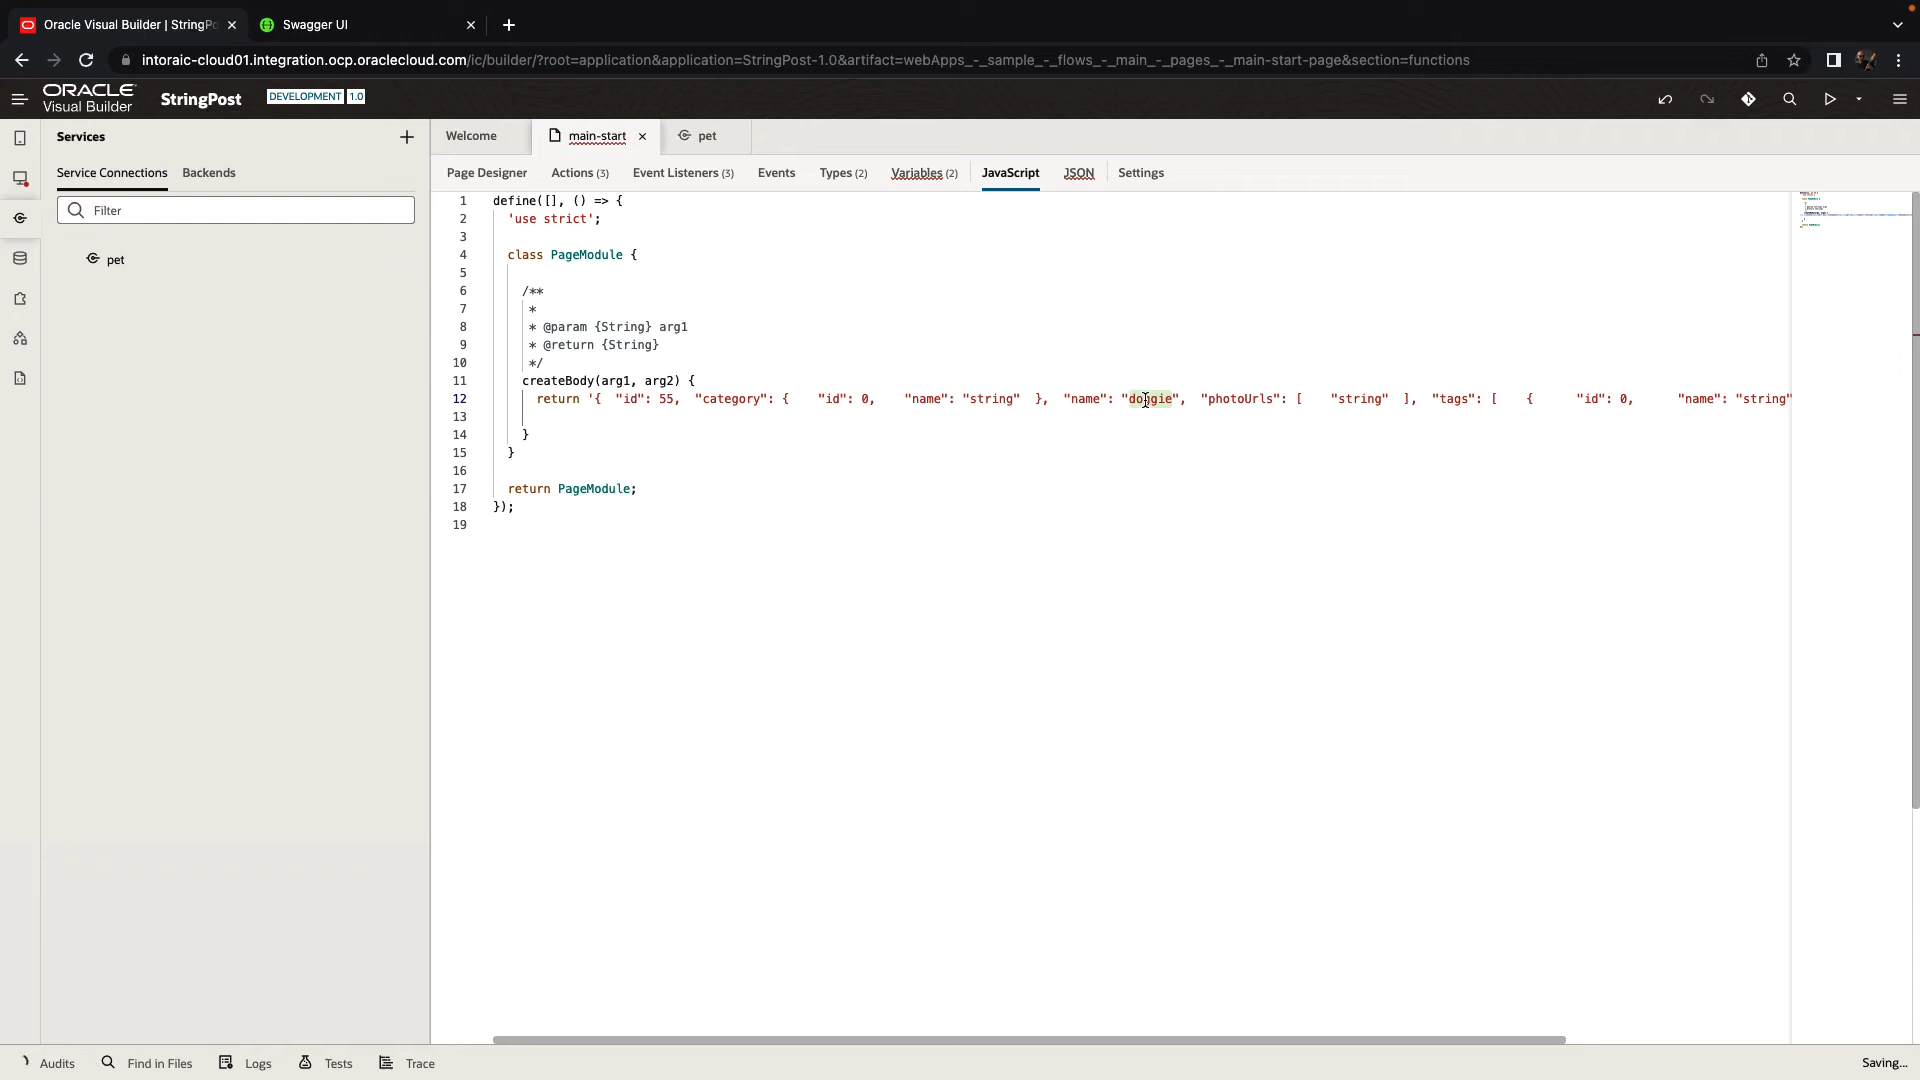 Oracle Visual Builder | StringPo
Swagger UI
intoraic-cloud01.integration.ocp.oraclecloud.com/ic/builder/?root=application&application=StringPost-1.0&artifact=webApps_-_sample_-_flows_-_main_-_pages_-_main-start-page&section=functions
ORACLE
Visual Builder
StringPost
DEVELOPMENT 1.0
Services
Welcome
main-start
pet
Service Connections
Backends
Page Designer
Actions (3)
Event Listeners (3)
Events
Types (2)
Variables (2)
JavaScript
JSON
Settings
Filter
pet
1 define([], () => {
2 'use strict';
3
4 class PageModule {
5
6 /**
7 *
8 * @param {String} arg1
9 * @return {String}
10 */
11 createBody(arg1, arg2) {
12 return '{ "id": 55, "category": { "id": 0, "name": "string" }, "name": "doggie", "photoUrls": [ "string" ], "tags": [ { "id": 0, "name": "string"
13
14 }
15 }
16
17 return PageModule;
18 });
19
Audits
Find in Files
Logs
Tests
Trace
Saving...